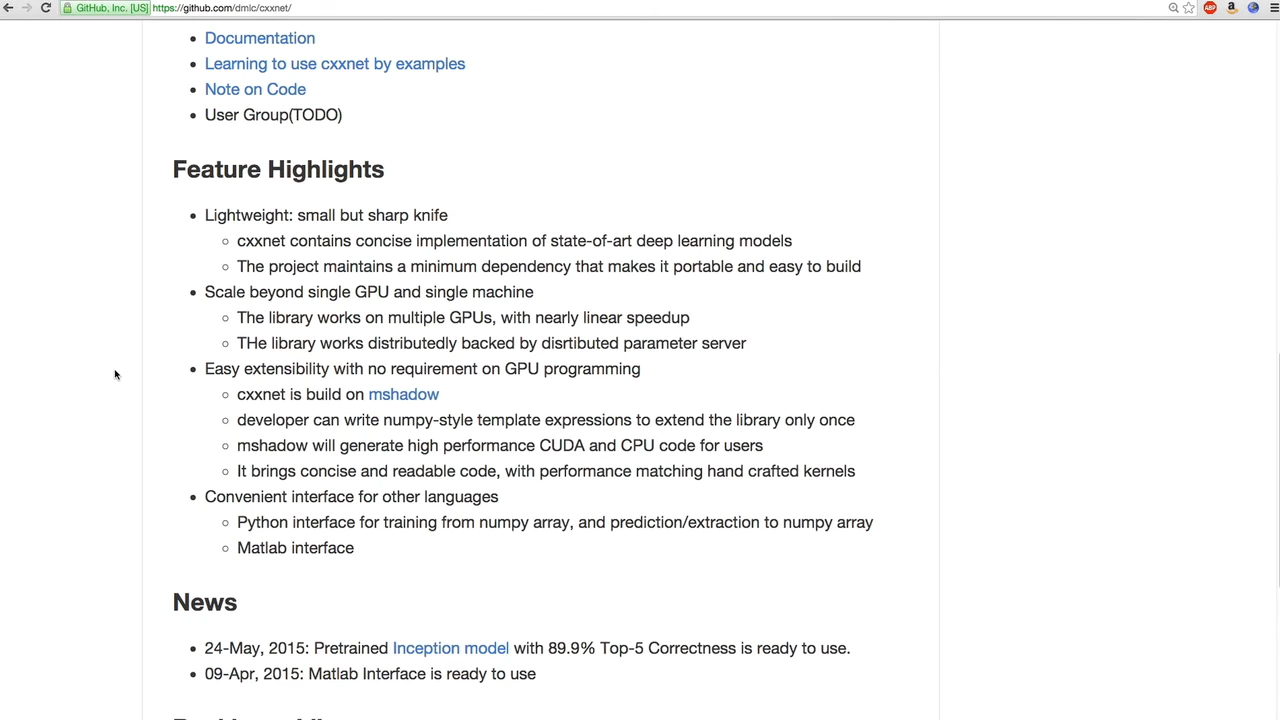 GitHub, Inc. [US] https://github.com/dmlc/cxxnet/
ABP
a
Documentation
Learning to use cxxnet by examples
Note on Code
User Group(TODO)
Feature Highlights
Lightweight: small but sharp knife
cxxnet contains concise implementation of state-of-art deep learning models
The project maintains a minimum dependency that makes it portable and easy to build
Scale beyond single GPU and single machine
The library works on multiple GPUs, with nearly linear speedup
THe library works distributedly backed by disrtibuted parameter server
Easy extensibility with no requirement on GPU programming
cxxnet is build on mshadow
developer can write numpy-style template expressions to extend the library only once
mshadow will generate high performance CUDA and CPU code for users
It brings concise and readable code, with performance matching hand crafted kernels
Convenient interface for other languages
Python interface for training from numpy array, and prediction/extraction to numpy array
Matlab interface
News
24-May, 2015: Pretrained Inception model with 89.9% Top-5 Correctness is ready to use.
09-Apr, 2015: Matlab Interface is ready to use